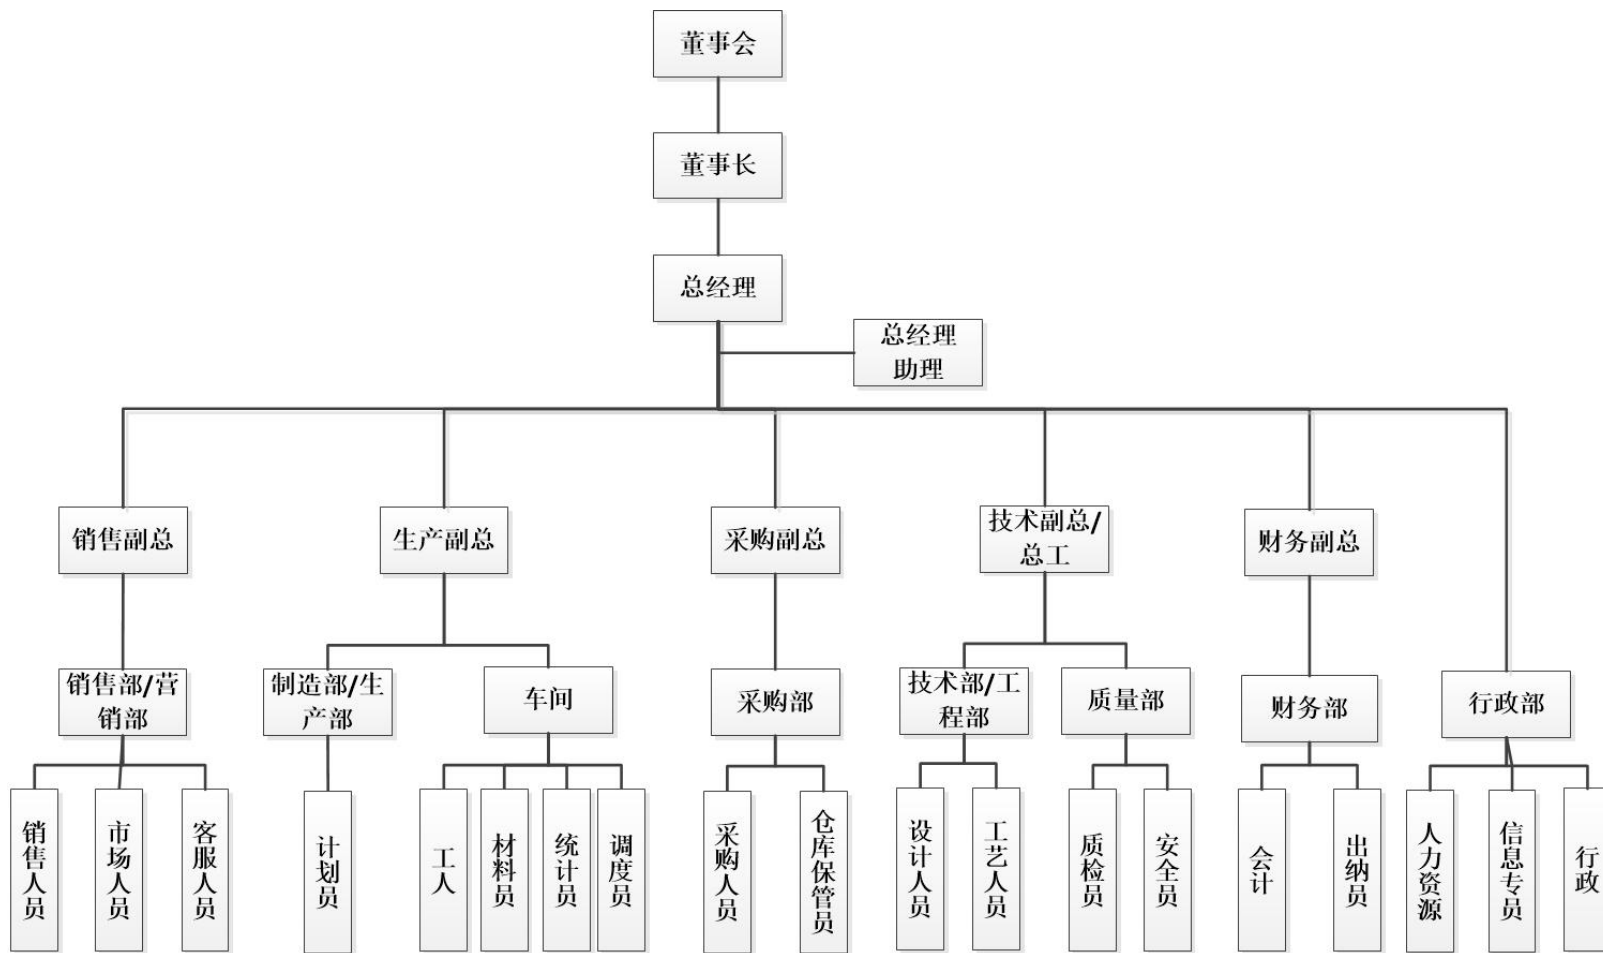 董事会
董事长
总经理
总经理
助理
销售副总
生产副总
采购副总
技术副总/
总工
财务副总
销售部/营
销部
制造部/生
产部
车间
采购部
技术部/工
程部
质量部
财务部
行政部
销售人员
市场人员
客服人员
计划员
工人
材料员
统计员
调度员
采购人员
仓库保管员
设计人员
工艺人员
质检员
安全员
会计
出纳员
人力资源
信息专员
行政